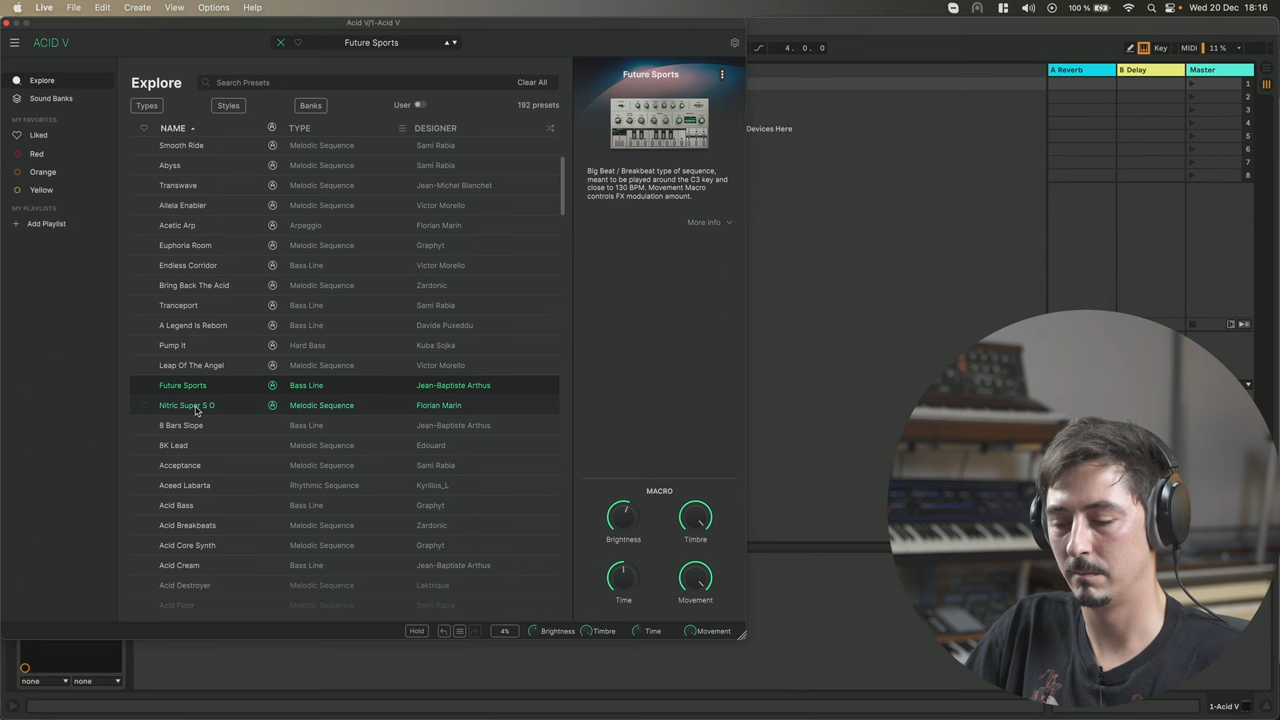 Live File Edit Create View Options Help
100 % Wed 20 Dec 18:16
Acid V/1-Acid V
ACID V
Future Sports
4. 0. 0
Key MIDI 11 %
Explore
Sound Banks
MY FAVORITES
Liked
Red
Orange
Yellow
MY PLAYLISTS
Add Playlist
Explore Search Presets Clear All
Types Styles Banks User 192 presets
NAME TYPE DESIGNER
Smooth Ride Melodic Sequence Sami Rabia
Abyss Melodic Sequence Sami Rabia
Transwave Melodic Sequence Jean-Michel Blanchet
Allela Enabler Melodic Sequence Victor Morello
Acetic Arp Arpeggio Florian Marin
Euphoria Room Melodic Sequence Graphyt
Endless Corridor Bass Line Victor Morello
Bring Back The Acid Melodic Sequence Zardonic
Tranceport Bass Line Sami Rabia
A Legend Is Reborn Bass Line Davide Puxeddu
Pump It Hard Bass Kuba Sojka
Leap Of The Angel Melodic Sequence Victor Morello
Future Sports Bass Line Jean-Baptiste Arthus
Nitric Super S O Melodic Sequence Florian Marin
8 Bars Slope Bass Line Jean-Baptiste Arthus
8K Lead Melodic Sequence Edouard
Acceptance Melodic Sequence Sami Rabia
Aceed Labarta Rhythmic Sequence Kyrillos_L
Acid Bass Bass Line Graphyt
Acid Breakbeats Melodic Sequence Zardonic
Acid Core Synth Melodic Sequence Graphyt
Acid Cream Bass Line Jean-Baptiste Arthus
Acid Destroyer Melodic Sequence Lektrique
Acid Floor Melodic Sequence Sami Rabia
Future Sports
Big Beat / Breakbeat type of sequence,
meant to be played around the C3 key and
close to 130 BPM. Movement Macro
controls FX modulation amount.
More info
MACRO
Brightness Timbre
Time Movement
Hold 4% Brightness Timbre Time Movement
A Reverb B Delay Master
1
2
3
4
5
6
7
8
Devices Here
none none
1-Acid V